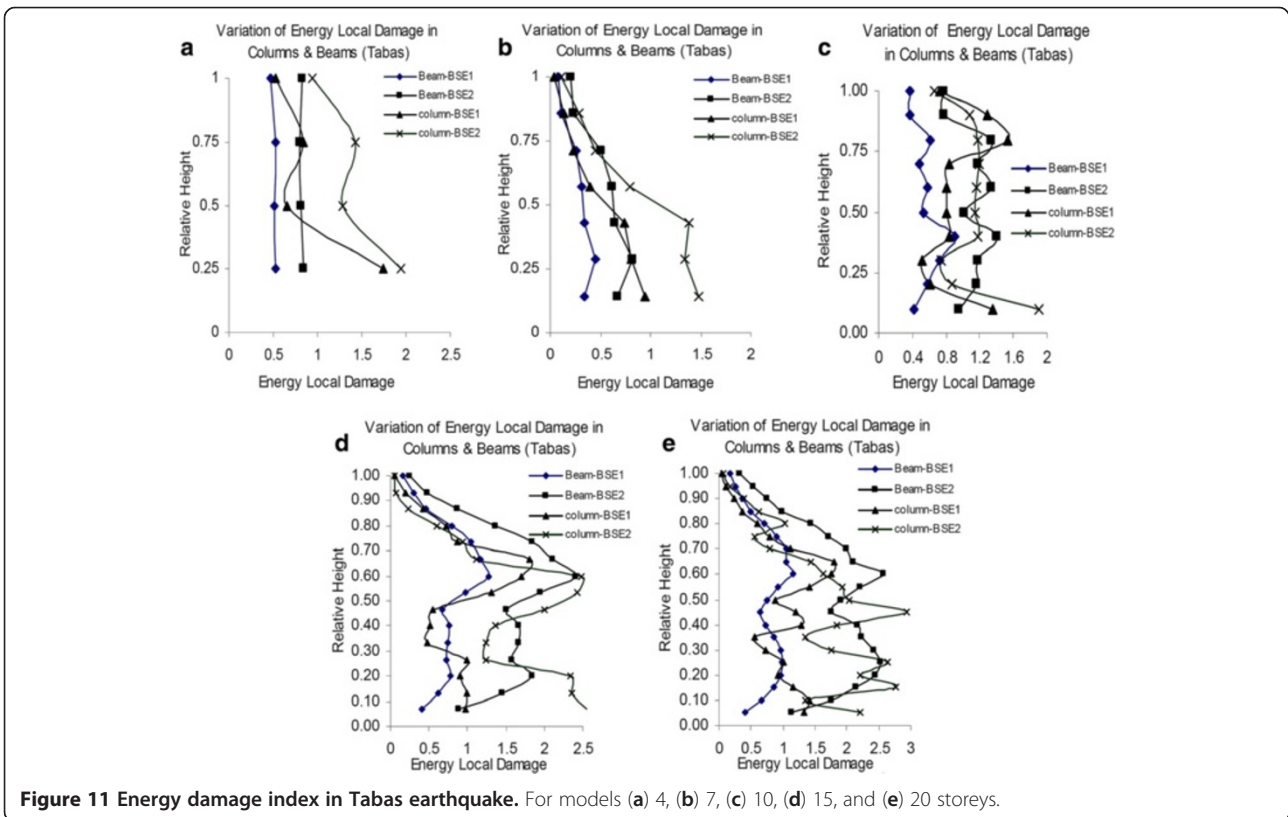 a
Variation of Energy Local Damage in
Columns & Beams (Tabas)
Relative Height
1
0.75
0.5
0.25
0
0 0.5 1 1.5 2 2.5
Energy Local Damage
Beam-BSE1
Beam-BSE2
column-BSE1
column-BSE2
b
Variation of Energy Local Damage in
Columns & Beams (Tabas)
Relative Height
1
0.75
0.5
0.25
0
0 0.5 1 1.5 2
Energy Local Damage
Beam-BSE1
Beam-BSE2
column-BSE1
column-BSE2
c
Variation of Energy Local Damage
in Columns & Beams (Tabas)
Relative Height
1.00
0.75
0.50
0.25
0.00
0 0.4 0.8 1.2 1.6 2
Energy Local Damage
Beam-BSE1
Beam-BSE2
column-BSE1
column-BSE2
d
Variation of Energy Local Damage in
Columns & Beams (Tabas)
Relative Height
1.00
0.90
0.80
0.70
0.60
0.50
0.40
0.30
0.20
0.10
0.00
0 0.5 1 1.5 2 2.5
Energy Local Damage
Beam-BSE1
Beam-BSE2
column-BSE1
column-BSE2
e
Variation of Energy Local Damage in
Columns & Beams (Tabas)
Relative Height
1.00
0.90
0.80
0.70
0.60
0.50
0.40
0.30
0.20
0.10
0.00
0 0.5 1 1.5 2 2.5 3
Energy Local Damage
Beam-BSE1
Beam-BSE2
column-BSE1
column-BSE2
Figure 11 Energy damage index in Tabas earthquake. For models (a) 4, (b) 7, (c) 10, (d) 15, and (e) 20 storeys.